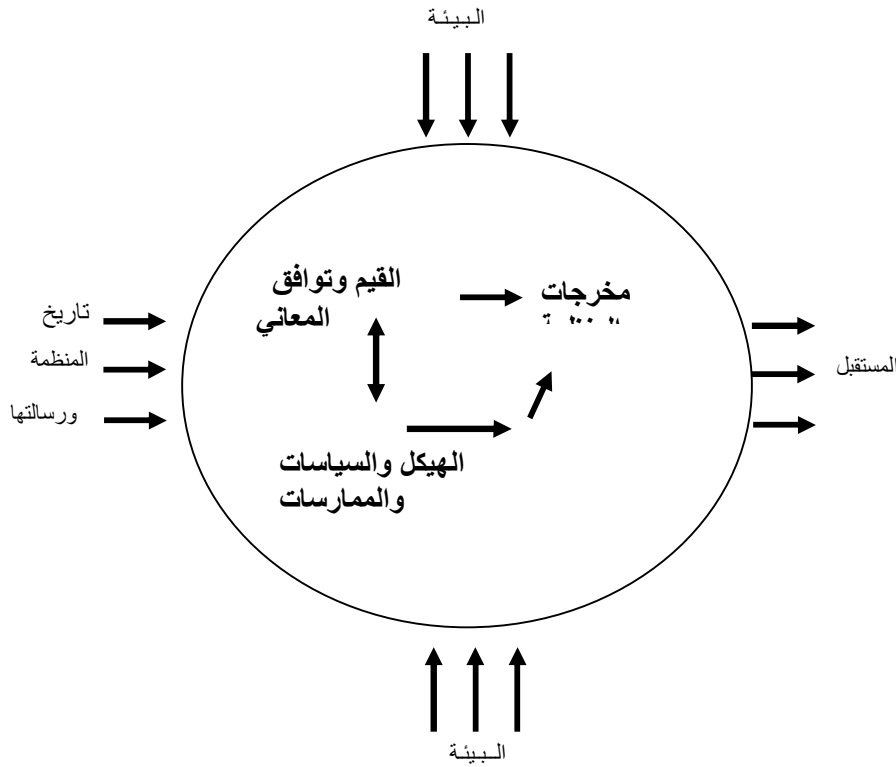 البيئة
القيم وتوافق
المعاني
مخرجات
تاريخ
المنظمة
ورسالتها
المستقبل
الهيكل والسياسات
والممارسات
البيئة